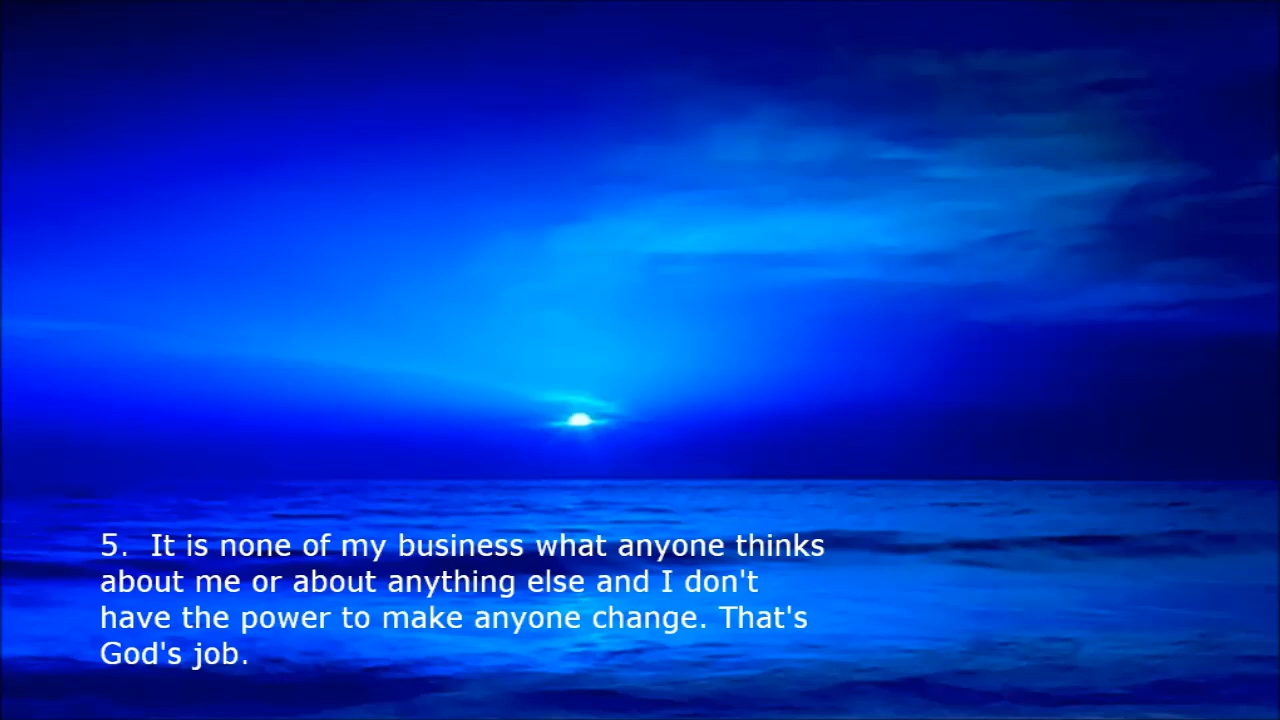 5.  It is none of my business what anyone thinks
about me or about anything else and I don't
have the power to make anyone change. That's
God's job.